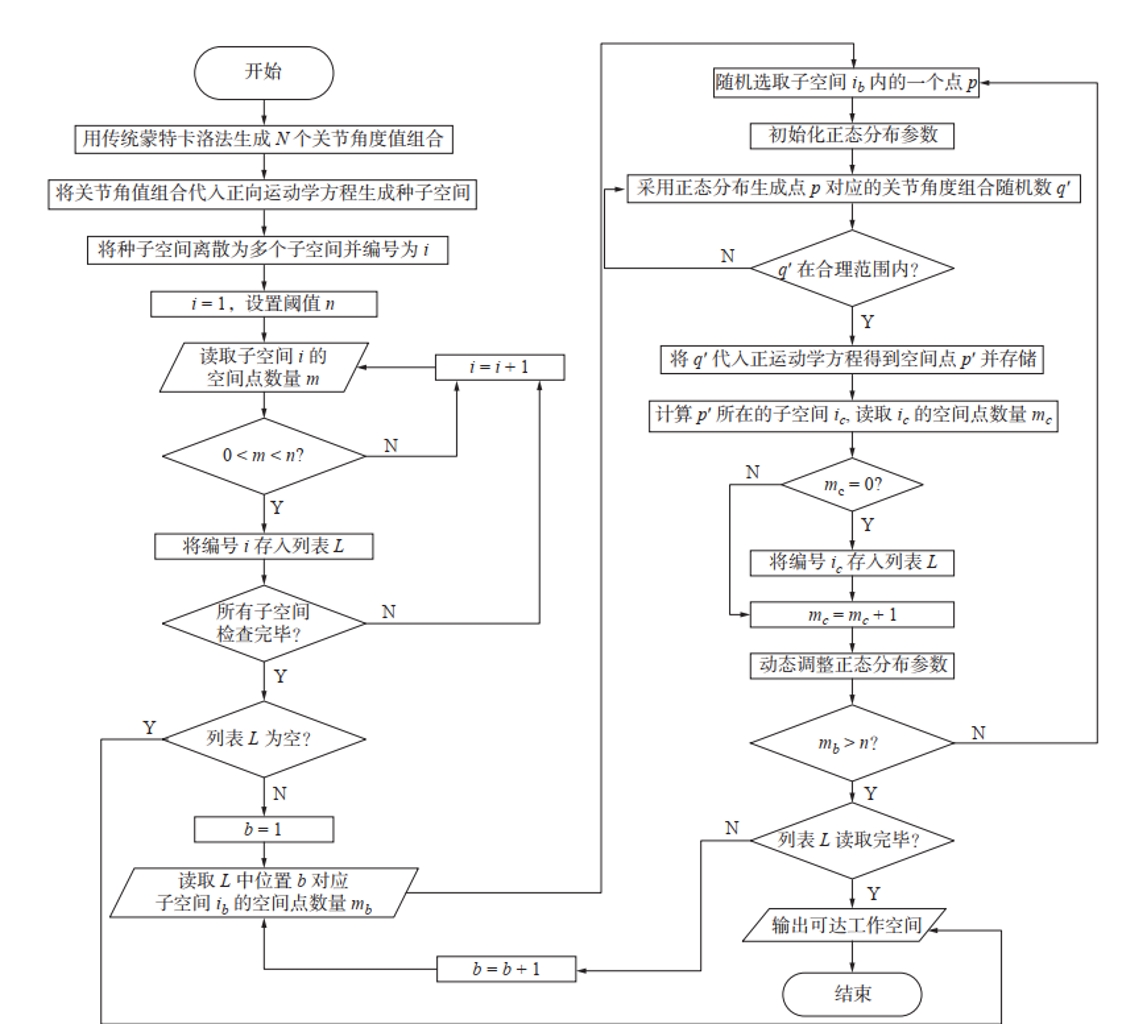 开始
用传统蒙特卡洛法生成 N 个关节角度值组合
将关节角值组合代入正向运动学方程生成种子空间
将种子空间离散为多个子空间并编号为 i
i = 1，设置阈值 n
读取子空间 i 的
空间点数量 m
i = i + 1
0 < m < n?
N
Y
将编号 i 存入列表 L
所有子空间
检查完毕?
N
Y
列表 L 为空?
Y
N
b = 1
读取 L 中位置 b 对应
子空间 i_b 的空间点数量 m_b
b = b + 1
随机选取子空间 i_b 内的一个点 p
初始化正态分布参数
采用正态分布生成点 p 对应的关节角度组合随机数 q′
q′ 在合理范围内?
N
Y
将 q′ 代入正运动学方程得到空间点 p′ 并存储
计算 p′ 所在的子空间 i_c, 读取 i_c 的空间点数量 m_c
m_c = 0?
N
Y
将编号 i_c 存入列表 L
m_c = m_c + 1
动态调整正态分布参数
m_b > n?
N
Y
列表 L 读取完毕?
N
Y
输出可达工作空间
结束